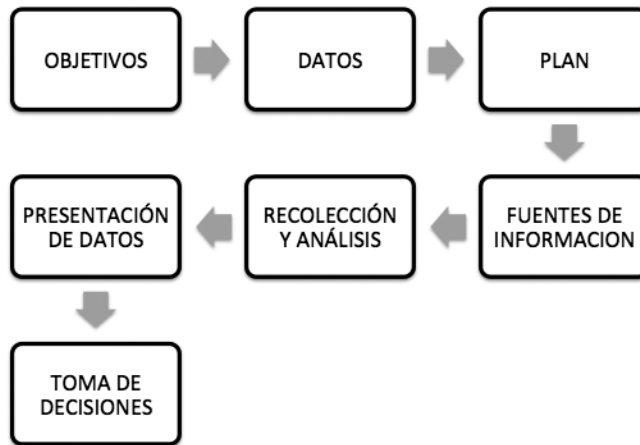 OBJETIVOS
DATOS
PLAN
FUENTES DE
INFORMACION
RECOLECCIÓN
Y ANÁLISIS
PRESENTACIÓN
DE DATOS
TOMA DE
DECISIONES